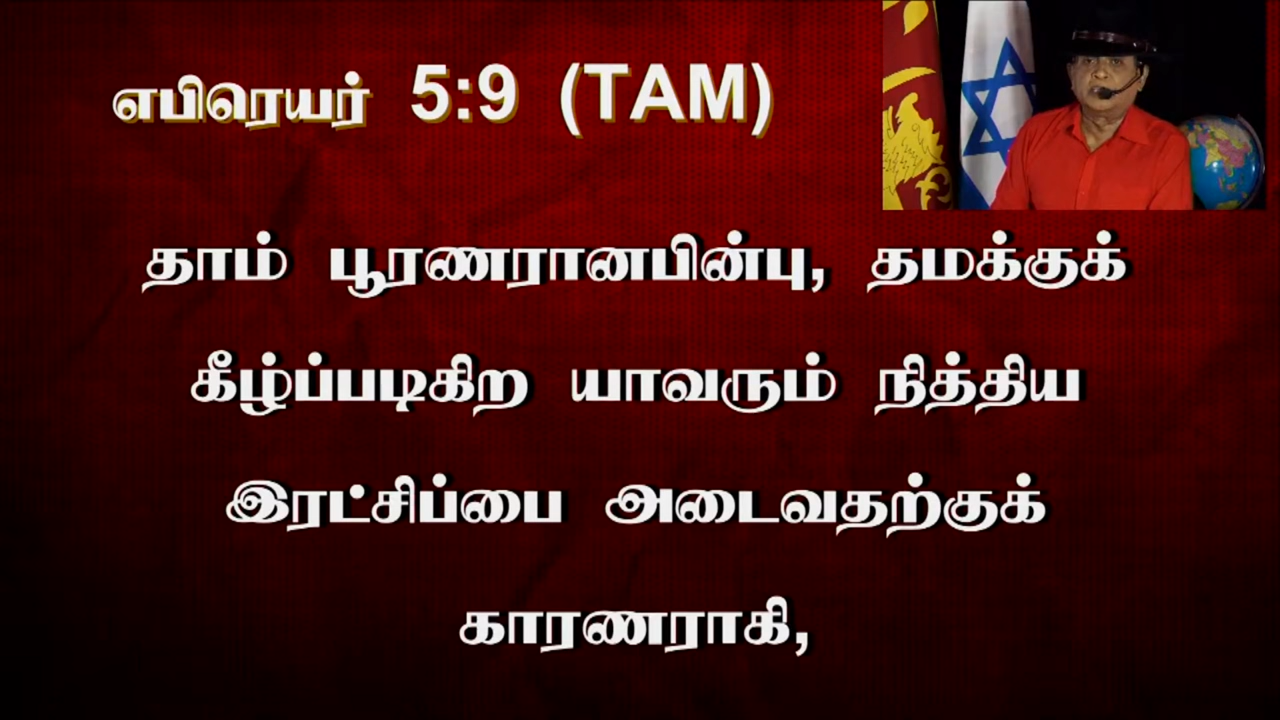 எபிரெயர் 5:9 (TAM)
தாம் பூரணரானபின்பு, தமக்குக்
கீழ்ப்படிகிற யாவரும் நித்திய
இரட்சிப்பை அடைவதற்குக்
காரணராகி,